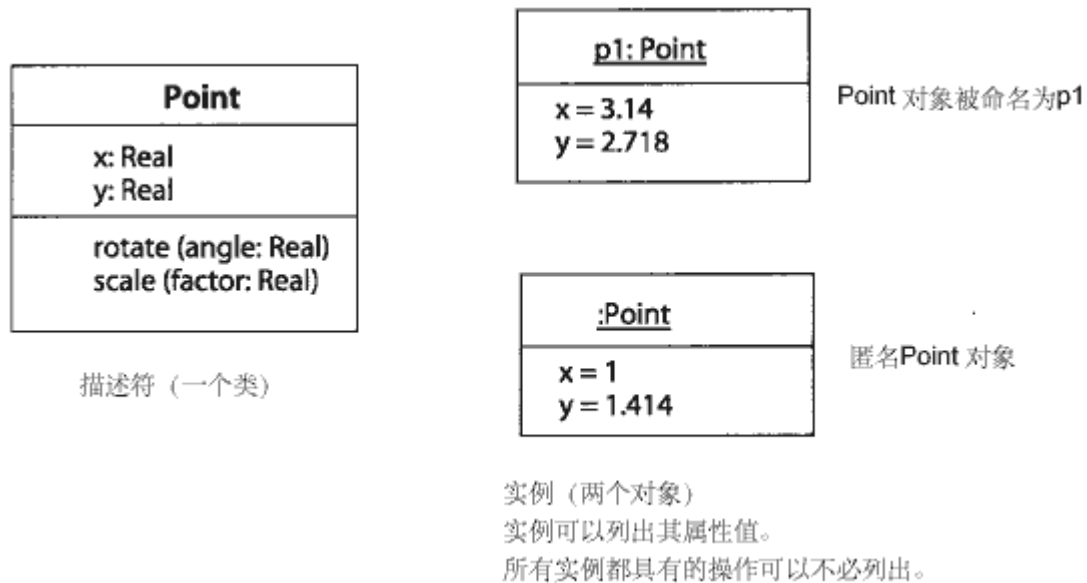 Point
x: Real
y: Real
rotate (angle: Real)
scale (factor: Real)
描述符（一个类）
p1: Point
x = 3.14
y = 2.718
Point 对象被命名为p1
:Point
x = 1
y = 1.414
匿名Point 对象
实例（两个对象）
实例可以列出其属性值。
所有实例都具有的操作可以不必列出。